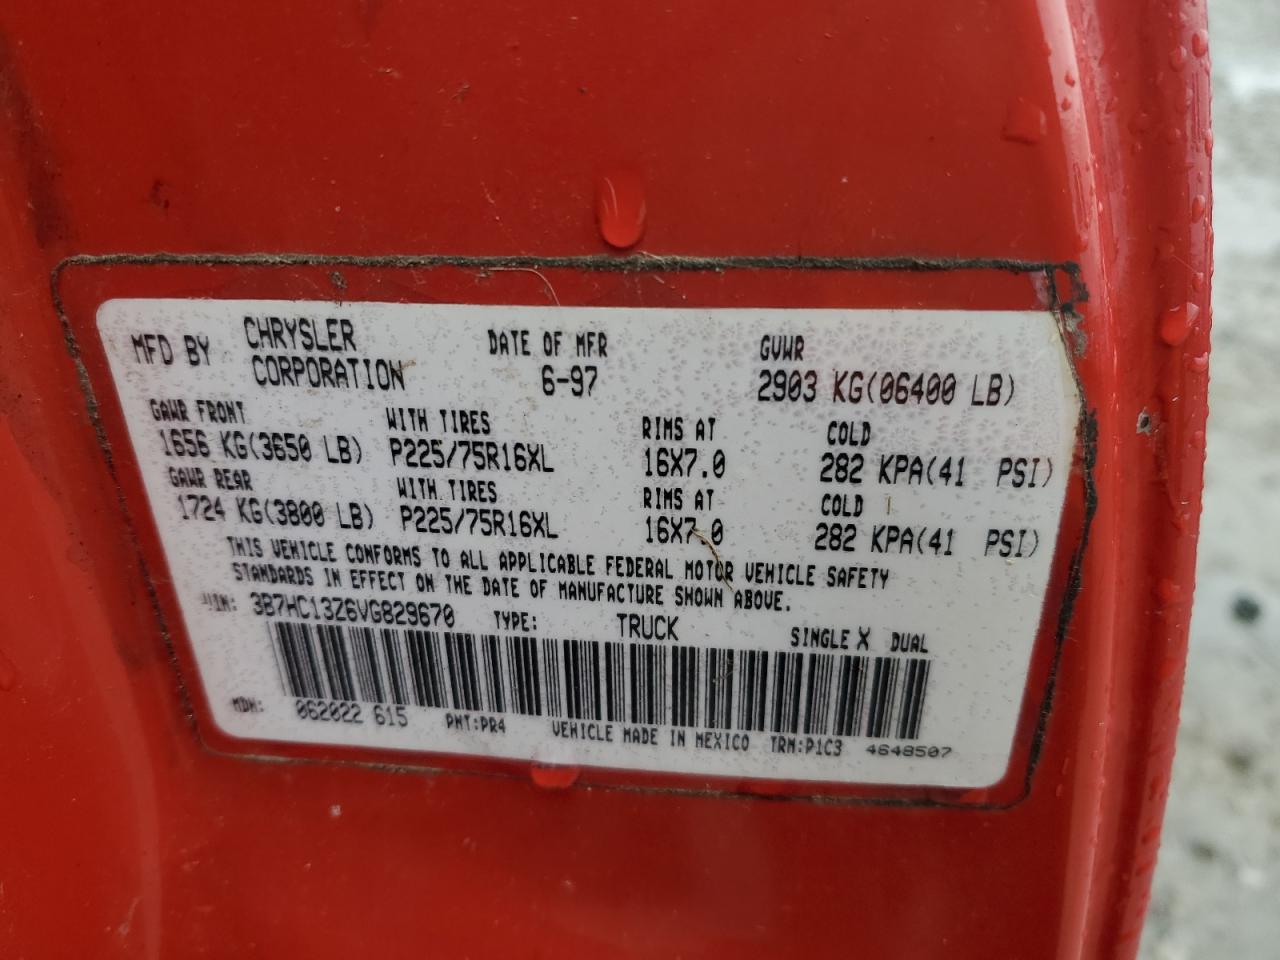 MFD BY CHRYSLER CORPORATION DATE OF MFR 6-97 GVWR 2903 KG(06400 LB)
GAWR FRONT WITH TIRES RIMS AT COLD
1656 KG(3650 LB) P225/75R16XL 16X7.0 282 KPA(41 PSI)
GAWR REAR WITH TIRES RIMS AT COLD
1724 KG(3800 LB) P225/75R16XL 16X7.0 282 KPA(41 PSI)
THIS VEHICLE CONFORMS TO ALL APPLICABLE FEDERAL MOTOR VEHICLE SAFETY
STANDARDS IN EFFECT ON THE DATE OF MANUFACTURE SHOWN ABOVE.
VIN: 3B7HC13Z6VG829670 TYPE: TRUCK SINGLE X DUAL
MDH: 062022 615 PNT:PR4 VEHICLE MADE IN MEXICO TRM:P1C3 4648507